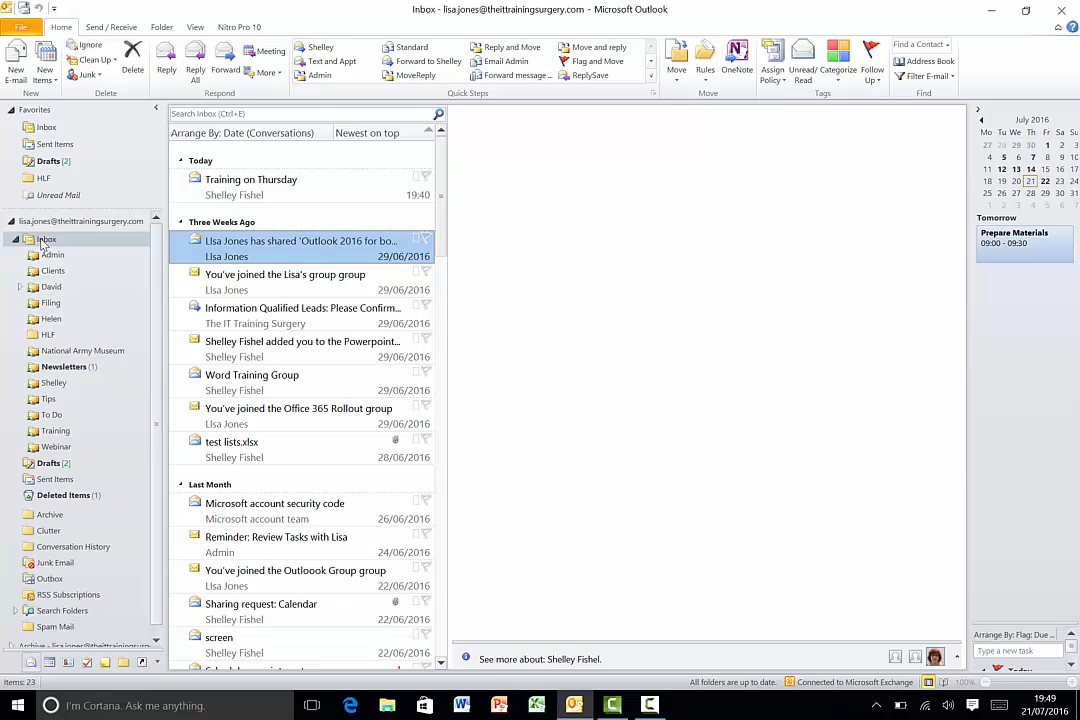 Inbox - lisa.jones@theittrainingsurgery.com - Microsoft Outlook
File Home Send / Receive Folder View Nitro Pro 10
New E-mail
New Items
Ignore
Clean Up
Junk
Delete
Reply
Reply All
Forward
Meeting
More
Shelley
Text and Appt
Admin
Standard
Forward to Shelley
MoveReply
Reply and Move
Email Admin
Forward message...
Move and reply
Flag and Move
ReplySave
Move
Rules
OneNote
Assign Policy
Unread/ Read
Categorize
Follow Up
Find a Contact
Address Book
Filter E-mail
New Delete Respond Quick Steps Move Tags Find
Favorites
Inbox
Sent Items
Drafts [2]
HLF
Unread Mail
lisa.jones@theittrainingsurgery.com
Inbox
Admin
Clients
David
Filing
Helen
HLF
National Army Museum
Newsletters (1)
Shelley
Tips
To Do
Training
Webinar
Drafts [2]
Sent Items
Deleted Items (1)
Archive
Clutter
Conversation History
Junk Email
Outbox
RSS Subscriptions
Search Folders
Spam Mail
Search Inbox (Ctrl+E)
Arrange By: Date (Conversations) Newest on top
Today
Training on Thursday
Shelley Fishel 19:40
Three Weeks Ago
LIsa Jones has shared 'Outlook 2016 for bo...
LIsa Jones 29/06/2016
You've joined the Lisa's group group
LIsa Jones 29/06/2016
Information Qualified Leads: Please Confirm...
The IT Training Surgery 29/06/2016
Shelley Fishel added you to the Powerpoint...
Shelley Fishel 29/06/2016
Word Training Group
Shelley Fishel 29/06/2016
You've joined the Office 365 Rollout group
LIsa Jones 29/06/2016
test lists.xlsx
Shelley Fishel 28/06/2016
Last Month
Microsoft account security code
Microsoft account team 26/06/2016
Reminder: Review Tasks with Lisa
Admin 24/06/2016
You've joined the Outloook Group group
LIsa Jones 22/06/2016
Sharing request: Calendar
Shelley Fishel 22/06/2016
screen
Shelley Fishel 22/06/2016
See more about: Shelley Fishel.
July 2016
Mo Tu We Th Fr Sa Su
27 28 29 30 1 2 3
4 5 6 7 8 9 10
11 12 13 14 15 16 17
18 19 20 21 22 23 24
25 26 27 28 29 30 31
1 2 3 4 5 6 7
Tomorrow
Prepare Materials
09:00 - 09:30
Arrange By: Flag: Due ...
Type a new task
Today
Items: 23 All folders are up to date. Connected to Microsoft Exchange 100%
I'm Cortana. Ask me anything.
19:49
21/07/2016